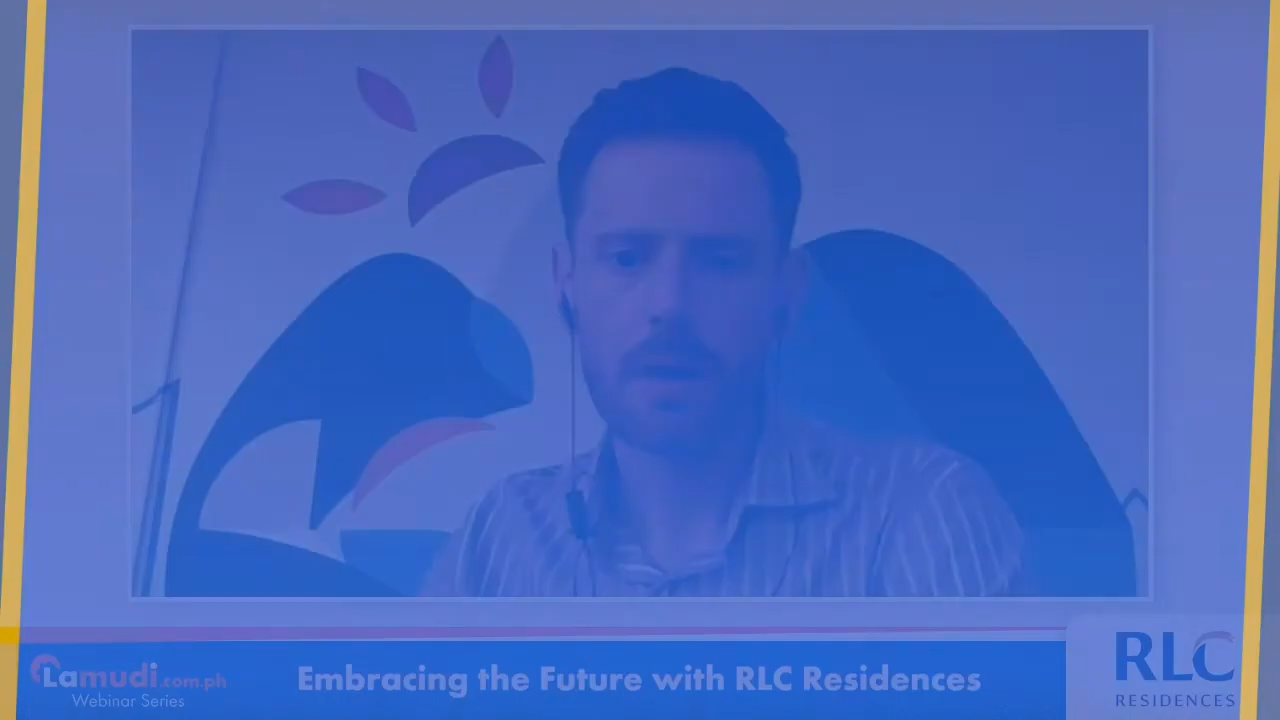 Lamudi.com.ph
Webinar Series
Embracing the Future with RLC Residences
RLC
RESIDENCES